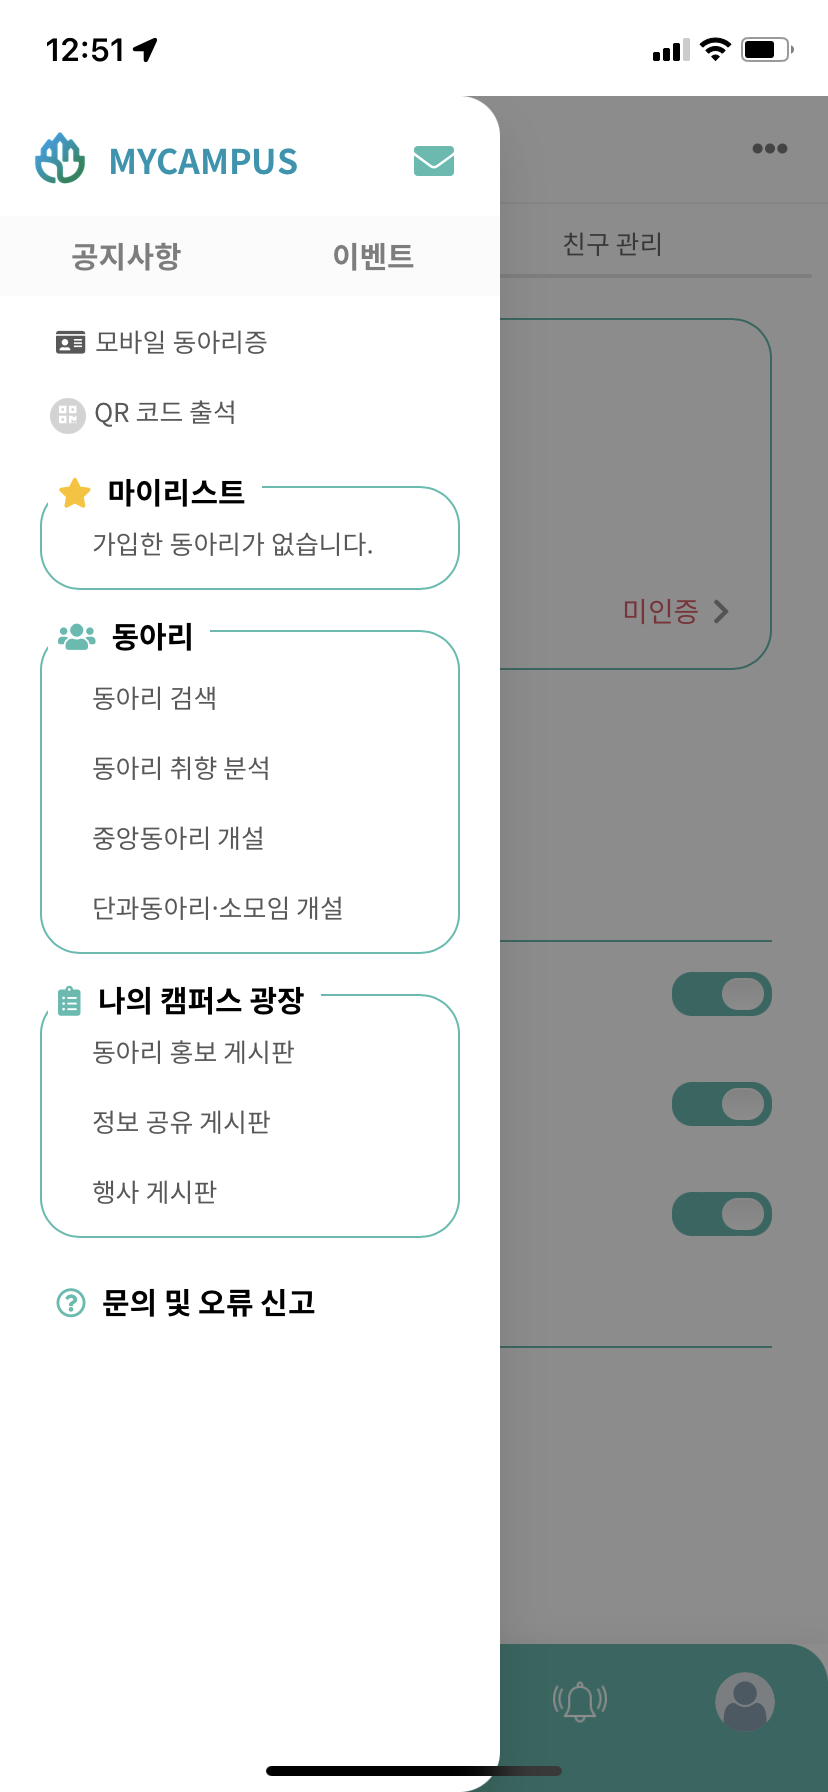 12:51
MYCAMPUS
공지사항 이벤트
친구 관리
모바일 동아리증
QR 코드 출석
마이리스트
가입한 동아리가 없습니다.
미인증
동아리
동아리 검색
동아리 취향 분석
중앙동아리 개설
단과동아리·소모임 개설
나의 캠퍼스 광장
동아리 홍보 게시판
정보 공유 게시판
행사 게시판
문의 및 오류 신고